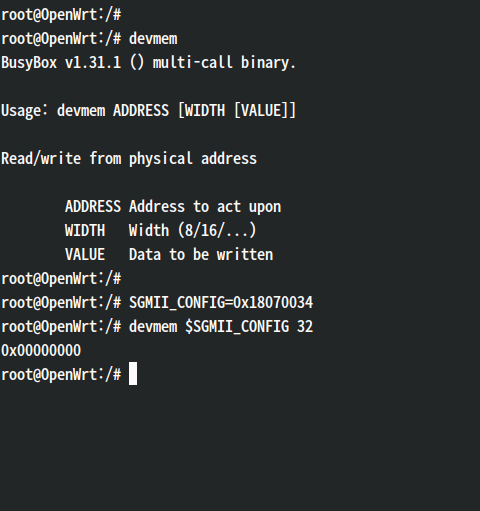 root@OpenWrt:/#
root@OpenWrt:/# devmem
BusyBox v1.31.1 () multi-call binary.

Usage: devmem ADDRESS [WIDTH [VALUE]]

Read/write from physical address

        ADDRESS Address to act upon
        WIDTH   Width (8/16/...)
        VALUE   Data to be written
root@OpenWrt:/#
root@OpenWrt:/# SGMII_CONFIG=0x18070034
root@OpenWrt:/# devmem $SGMII_CONFIG 32
0x00000000
root@OpenWrt:/#